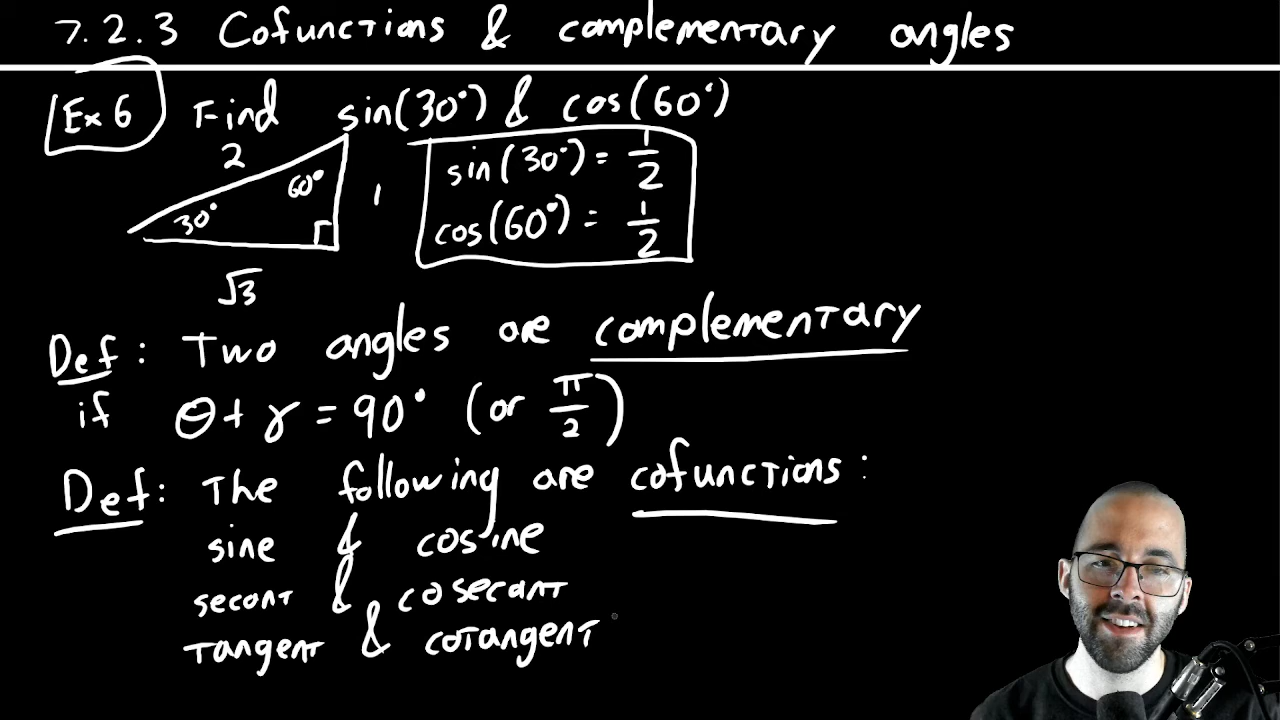 7.2.3 Cofunctions & complementary angles
Ex 6 Find sin(30°) & cos(60°)
2
60°
30°
1
√3
sin(30°) = 1/2
cos(60°) = 1/2
Def: Two angles are complementary
if θ + γ = 90° (or π/2)
Def: The following are cofunctions:
sine & cosine
secant & cosecant
tangent & cotangent